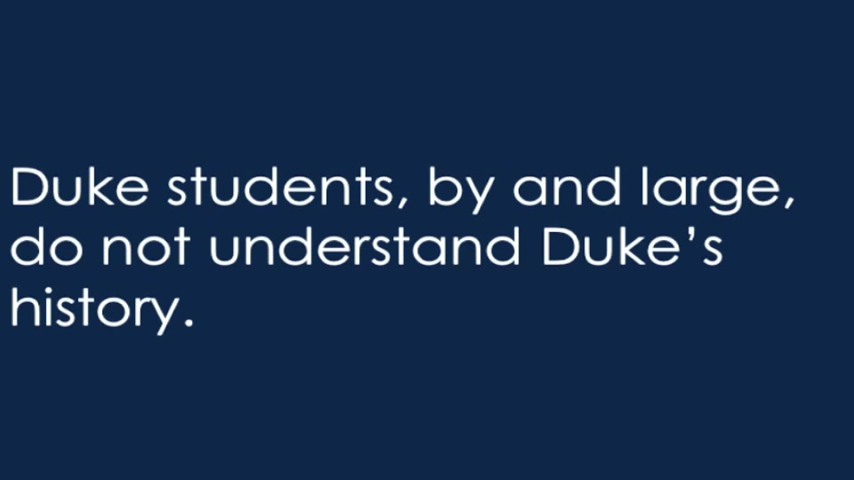 Duke students, by and large,
do not understand Duke’s
history.